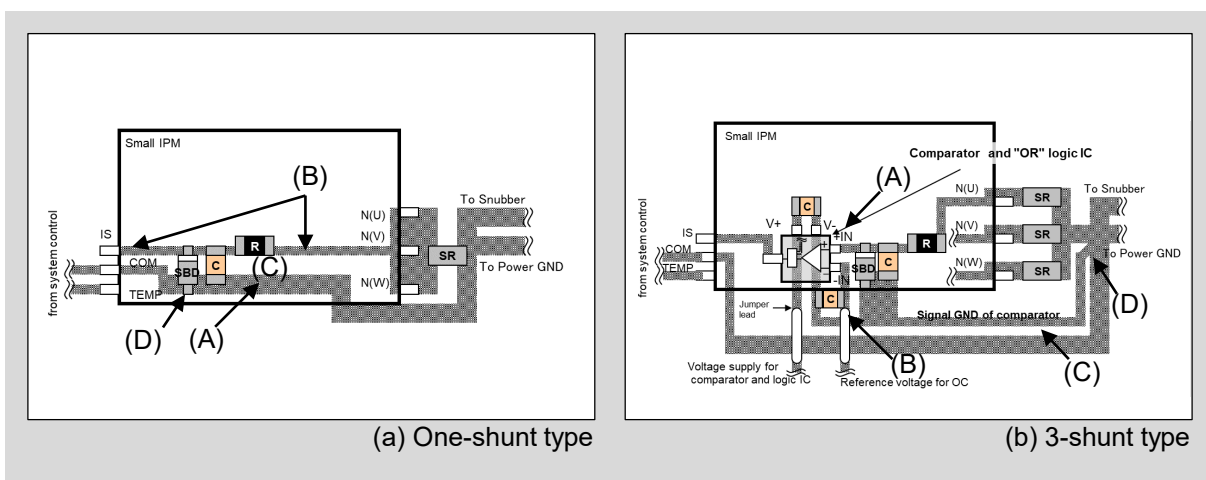 Small IPM
(B)
To Snubber
N(U)
N(V)
IS
R
COM
C
(C)
SR
SBD
To Power GND
N(W)
TEMP
from system control
(D)
(A)
(a) One-shunt type
Small IPM
Comparator and "OR" logic IC
(A)
C
N(U)
To Snubber
SR
V+
V-
IS
+IN
R
N(V)
SR
COM
SBD
C
To Power GND
TEMP
N(W)
SR
-IN
(D)
from system control
C
Jumper
lead
Signal GND of comparator
(B)
(C)
Voltage supply for
comparator and logic IC
Reference voltage for OC
(b) 3-shunt type